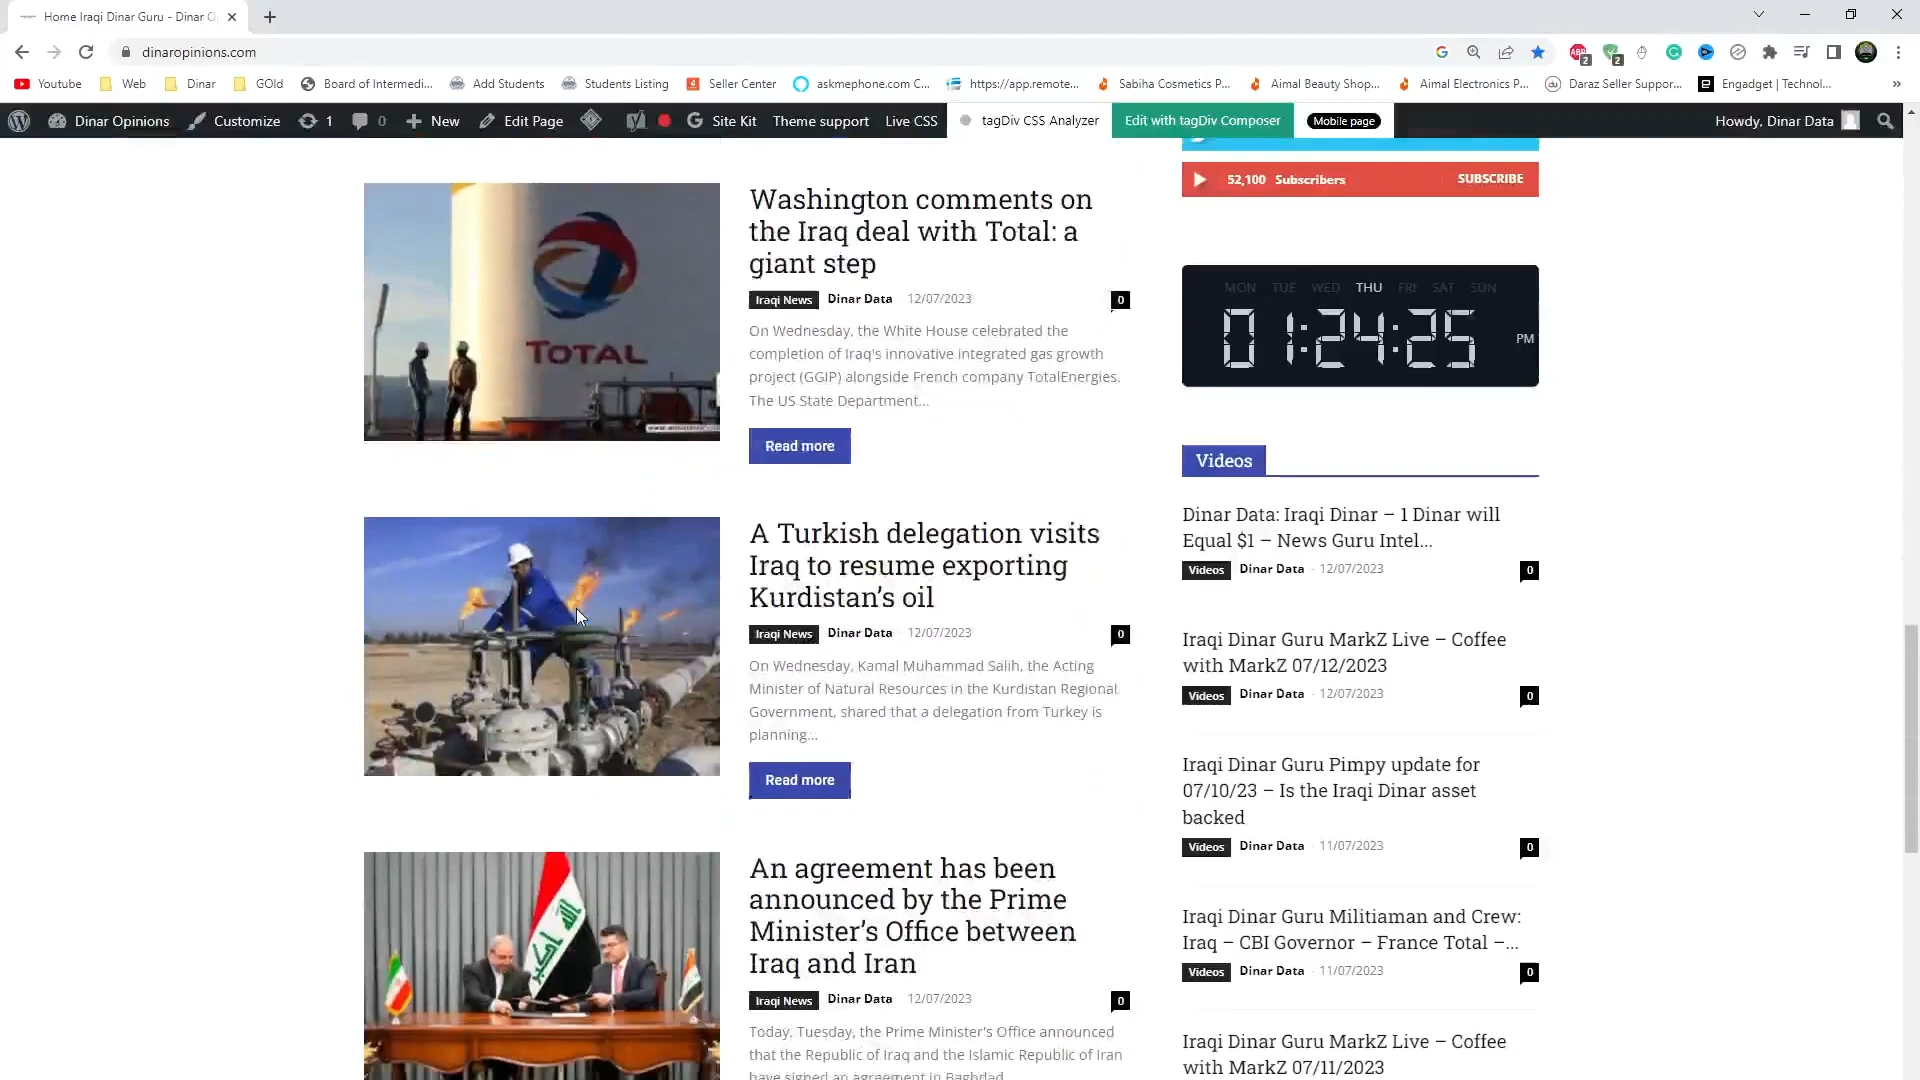 Home Iraqi Dinar Guru - Dinar O
dinaropinions.com
Youtube
Web
Dinar
GOld
Board of Intermedi...
Add Students
Students Listing
Seller Center
askmephone.com C...
https://app.remote...
Sabiha Cosmetics P...
Aimal Beauty Shop...
Aimal Electronics P...
Daraz Seller Suppor...
Engadget | Technol...
Dinar Opinions
Customize
1
0
New
Edit Page
Site Kit
Theme support
Live CSS
tagDiv CSS Analyzer
Edit with tagDiv Composer
Mobile page
Howdy, Dinar Data
TOTAL
Washington comments on
the Iraq deal with Total: a
giant step
Iraqi News Dinar Data - 12/07/2023 0
On Wednesday, the White House celebrated the
completion of Iraq's innovative integrated gas growth
project (GGIP) alongside French company TotalEnergies.
The US State Department...
Read more
A Turkish delegation visits
Iraq to resume exporting
Kurdistan’s oil
Iraqi News Dinar Data - 12/07/2023 0
On Wednesday, Kamal Muhammad Salih, the Acting
Minister of Natural Resources in the Kurdistan Regional
Government, shared that a delegation from Turkey is
planning...
Read more
An agreement has been
announced by the Prime
Minister’s Office between
Iraq and Iran
Iraqi News Dinar Data - 12/07/2023 0
Today, Tuesday, the Prime Minister's Office announced
that the Republic of Iraq and the Islamic Republic of Iran
have signed an agreement in Baghdad
52,100 Subscribers SUBSCRIBE
MON TUE WED THU FRI SAT SUN
01:24:25 PM
Videos
Dinar Data: Iraqi Dinar – 1 Dinar will
Equal $1 – News Guru Intel...
Videos Dinar Data - 12/07/2023 0
Iraqi Dinar Guru MarkZ Live – Coffee
with MarkZ 07/12/2023
Videos Dinar Data - 12/07/2023 0
Iraqi Dinar Guru Pimpy update for
07/10/23 – Is the Iraqi Dinar asset
backed
Videos Dinar Data - 11/07/2023 0
Iraqi Dinar Guru Militiaman and Crew:
Iraq – CBI Governor – France Total –...
Videos Dinar Data - 11/07/2023 0
Iraqi Dinar Guru MarkZ Live – Coffee
with MarkZ 07/11/2023